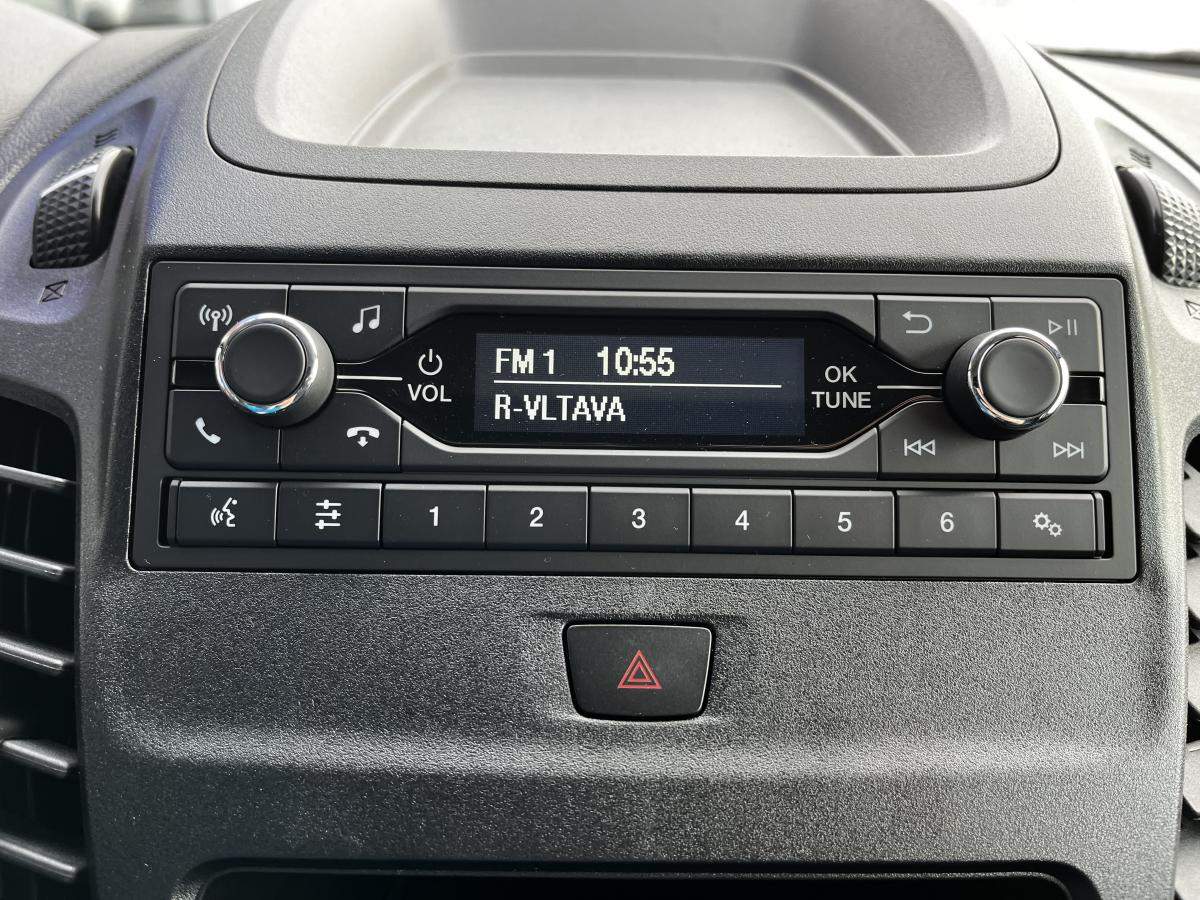 FM 1 10:55
R-VLTAVA
VOL
OK
TUNE
1 2 3 4 5 6